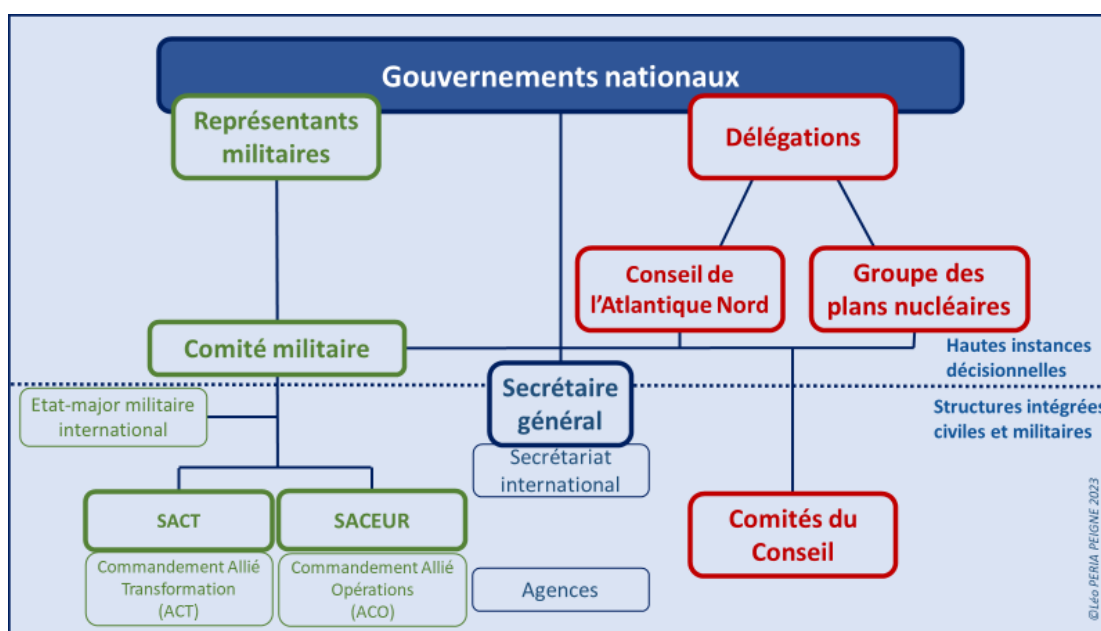 Gouvernements nationaux
Représentants
militaires
Délégations
Conseil de
l'Atlantique Nord
Groupe des
plans nucléaires
Comité militaire
Hautes instances
décisionnelles
Secrétaire
général
Etat-major militaire
international
Structures intégrées
civiles et militaires
Secrétariat
international
SACT
SACEUR
Comités du
Conseil
Commandement Allié
Transformation
(ACT)
Commandement Allié
Opérations
(ACO)
Agences
©Léo PERIA PEIGNE 2023